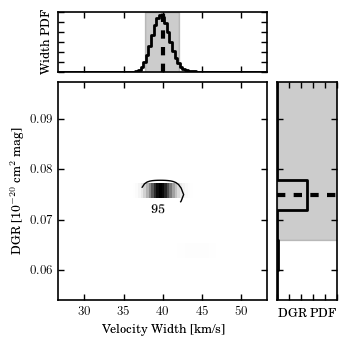 Width PDF
0.09
0.08
0.07
0.06
DGR [10⁻²⁰ cm² mag]
95
30 35 40 45 50
Velocity Width [km/s]
DGR PDF